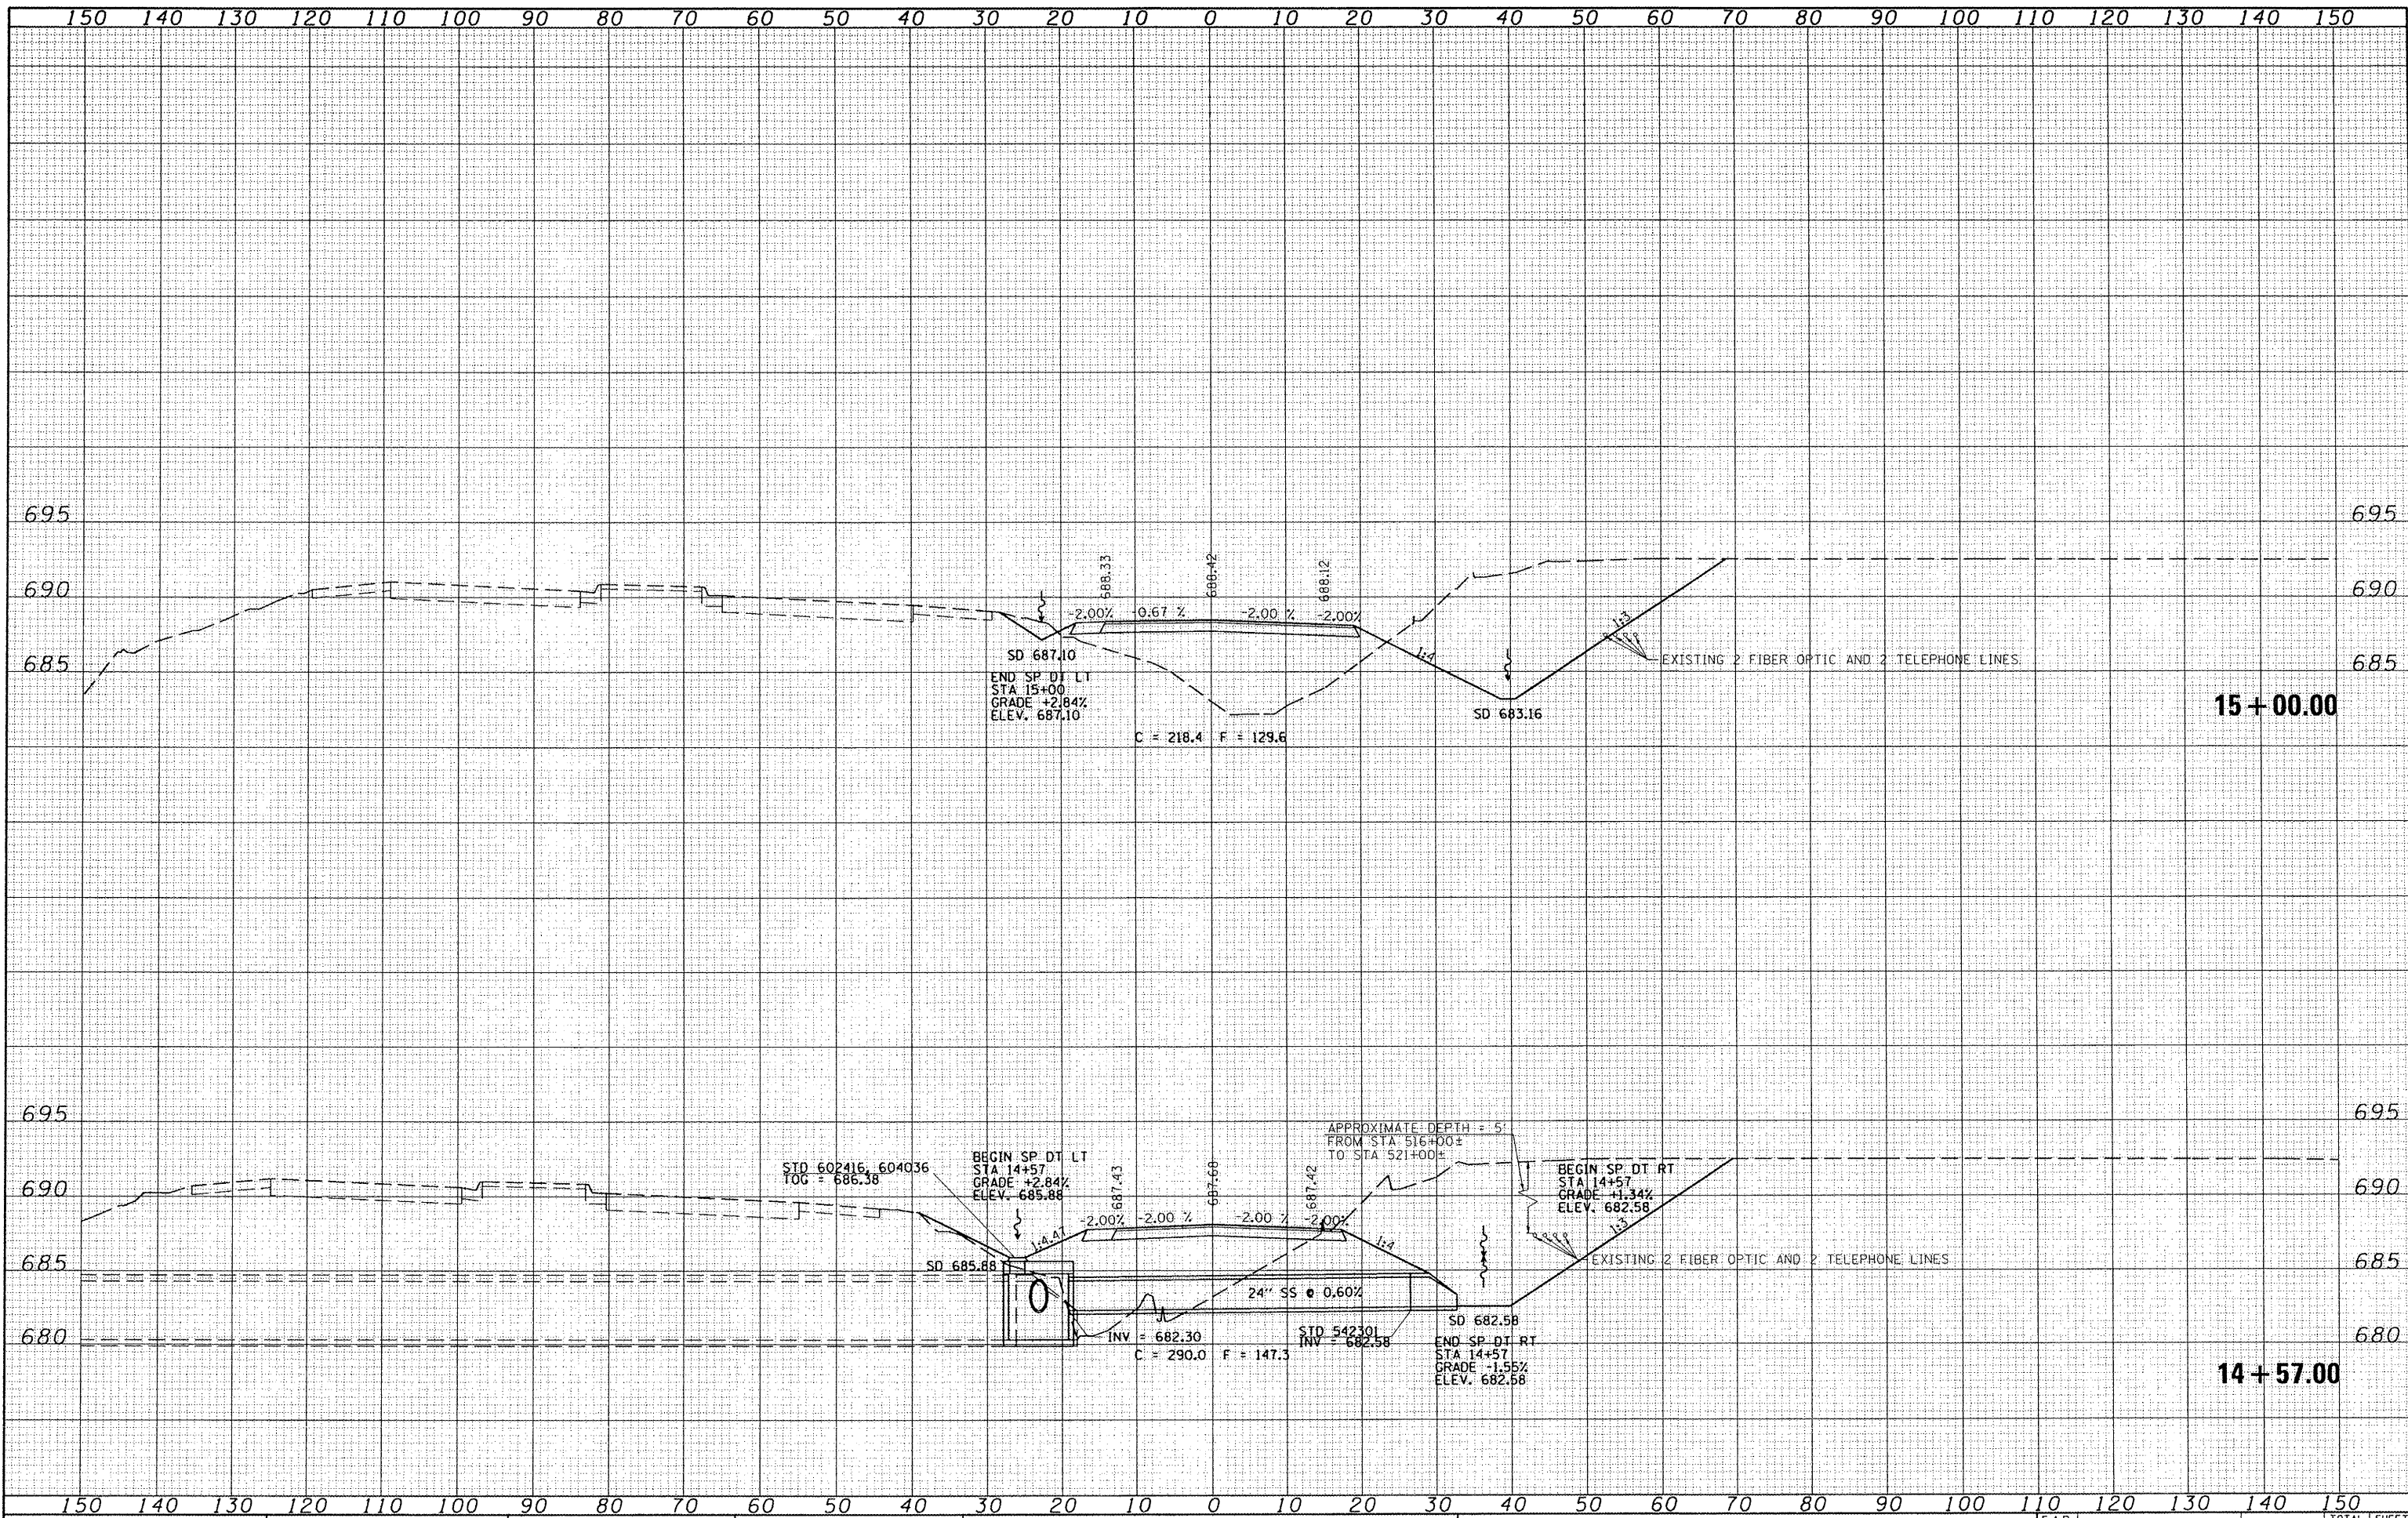 150 140 130 120 110 100 90 80 70 60 50 40 30 20 10 0 10 20 30 40 50 60 70 80 90 100 110 120 130 140 150
695 695
688.33 688.42 688.12
690 690
-2.00% -0.67 % -2.00 % -2.00%
1:3
1:4
SD 687.10
685 685
EXISTING 2 FIBER OPTIC AND 2 TELEPHONE LINES
END SP DT LT
STA 15+00
GRADE +2.84%
ELEV. 687.10
SD 683.16
15+00.00
C = 218.4 F = 129.6
695 695
APPROXIMATE DEPTH = 5'
FROM STA 516+00±
TO STA 521+00±
STD 602416, 604036
TOG = 686.38
BEGIN SP DT LT
STA 14+57
GRADE +2.84%
ELEV. 685.88
687.43 687.68 687.42
BEGIN SP DT RT
STA 14+57
GRADE +1.34%
ELEV. 682.58
690 690
-2.00% -2.00 % -2.00 % -2.00%
1:4.47
1:4
1:3
EXISTING 2 FIBER OPTIC AND 2 TELEPHONE LINES
SD 685.88
685 685
24" SS @ 0.60%
SD 682.58
INV = 682.30
STD 542301
INV = 682.58
680 680
C = 290.0 F = 147.3
END SP DT RT
STA 14+57
GRADE -1.55%
ELEV. 682.58
14+57.00
150 140 130 120 110 100 90 80 70 60 50 40 30 20 10 0 10 20 30 40 50 60 70 80 90 100 110 120 130 140 150
TOTAL SHEET